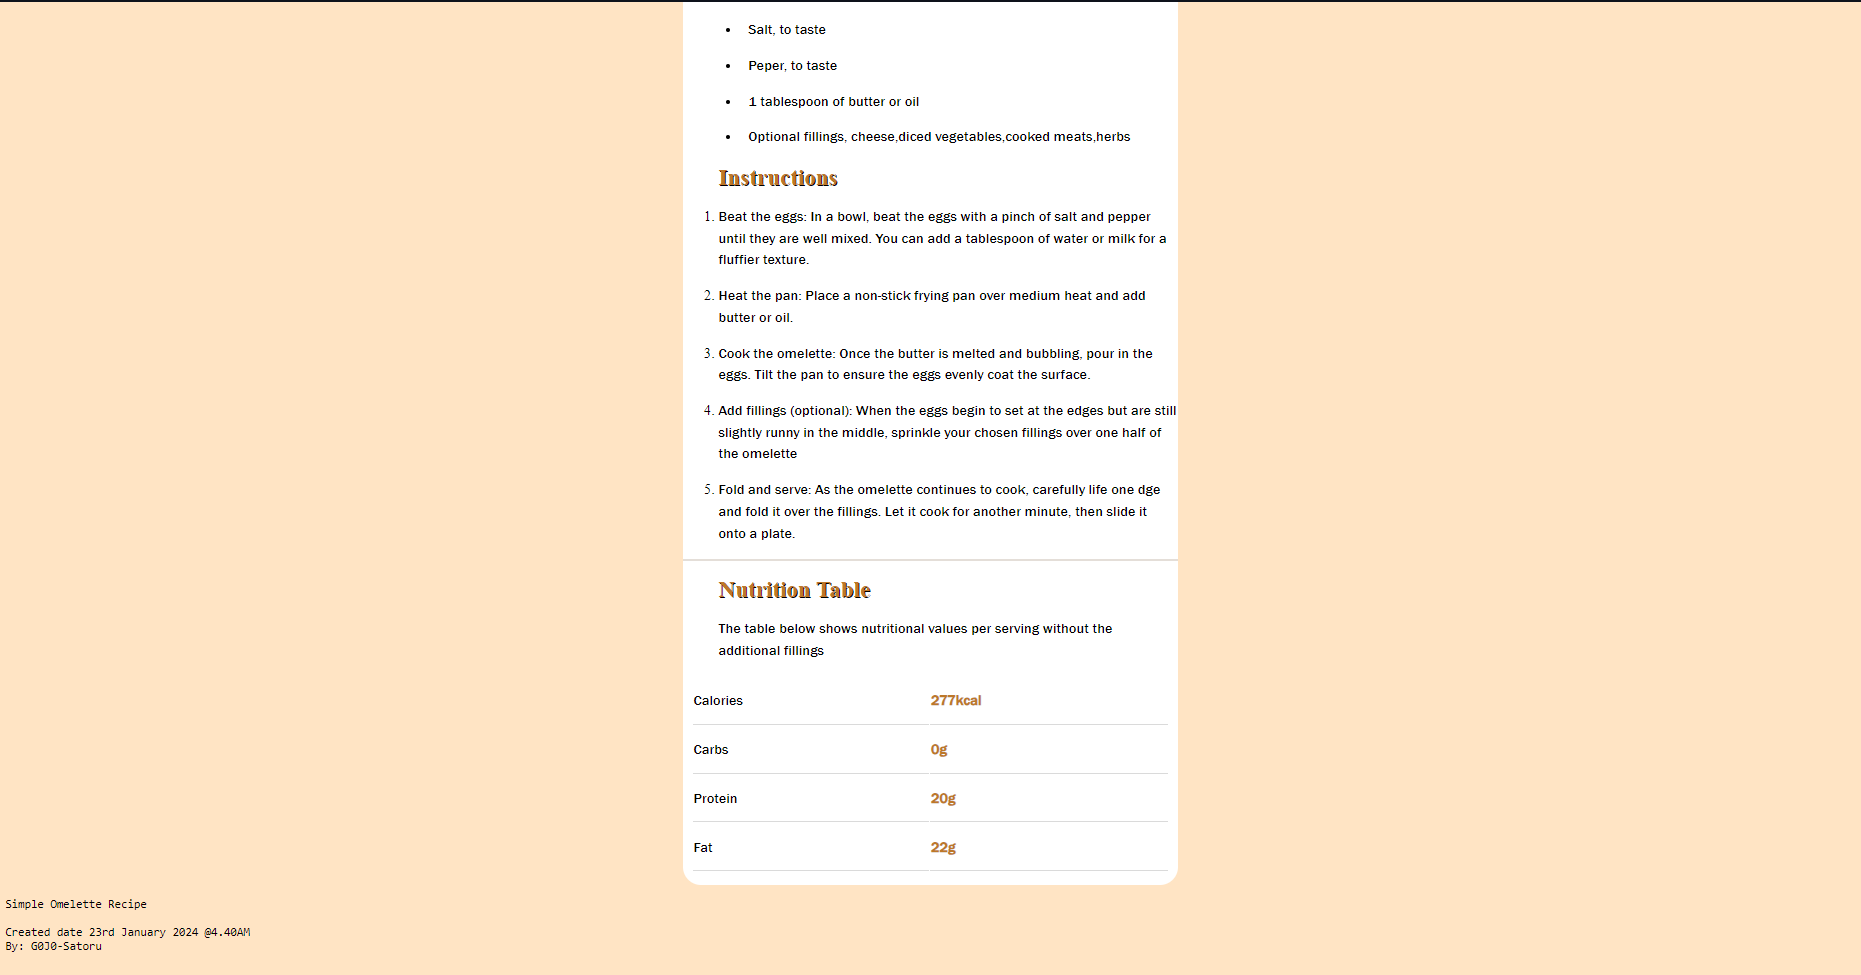 • Salt, to taste
• Peper, to taste
• 1 tablespoon of butter or oil
• Optional fillings, cheese,diced vegetables,cooked meats,herbs
Instructions
1. Beat the eggs: In a bowl, beat the eggs with a pinch of salt and pepper
until they are well mixed. You can add a tablespoon of water or milk for a
fluffier texture.
2. Heat the pan: Place a non-stick frying pan over medium heat and add
butter or oil.
3. Cook the omelette: Once the butter is melted and bubbling, pour in the
eggs. Tilt the pan to ensure the eggs evenly coat the surface.
4. Add fillings (optional): When the eggs begin to set at the edges but are still
slightly runny in the middle, sprinkle your chosen fillings over one half of
the omelette
5. Fold and serve: As the omelette continues to cook, carefully life one dge
and fold it over the fillings. Let it cook for another minute, then slide it
onto a plate.
Nutrition Table
The table below shows nutritional values per serving without the
additional fillings
Calories 277kcal
Carbs 0g
Protein 20g
Fat 22g
Simple Omelette Recipe
Created date 23rd January 2024 @4.40AM
By: G0J0-Satoru